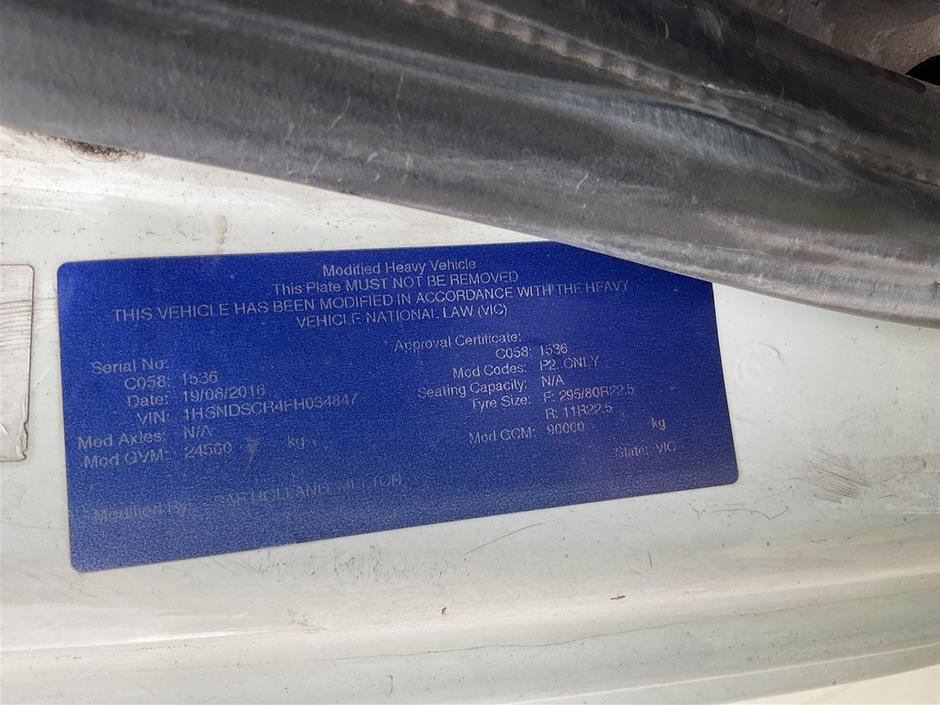 Modified Heavy Vehicle
This Plate MUST NOT BE REMOVED
THIS VEHICLE HAS BEEN MODIFIED IN ACCORDANCE WITH THE HEAVY
VEHICLE NATIONAL LAW (VIC)
Serial No:
C058: 1536
Date: 19/08/2016
VIN: 1HSNDSCR4FH034847
Mod Axles: N/A
Mod GVM: 24560 kg
Approval Certificate:
C058: 1536
Mod Codes: P2 ONLY
Seating Capacity: N/A
Tyre Size: F: 295/80R22.5
R: 11R22.5
Mod GCM: 90000 kg
State: VIC
Modified By: HOLLAND MELTON